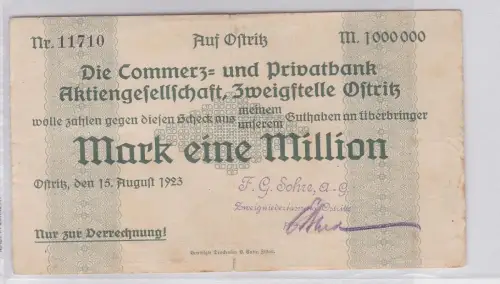 Nr. 11710
Auf Ostritz
M. 1000000
Die Commerz- und Privatbank
Aktiengesellschaft, Zweigstelle Ostritz
wolle zahlen gegen diesen Scheck aus meinem unserem Guthaben an Überbringer
Mark eine Million
Ostritz, den 15. August 1923
F. G. Sohre, A.-G.
Nur zur Verrechnung!